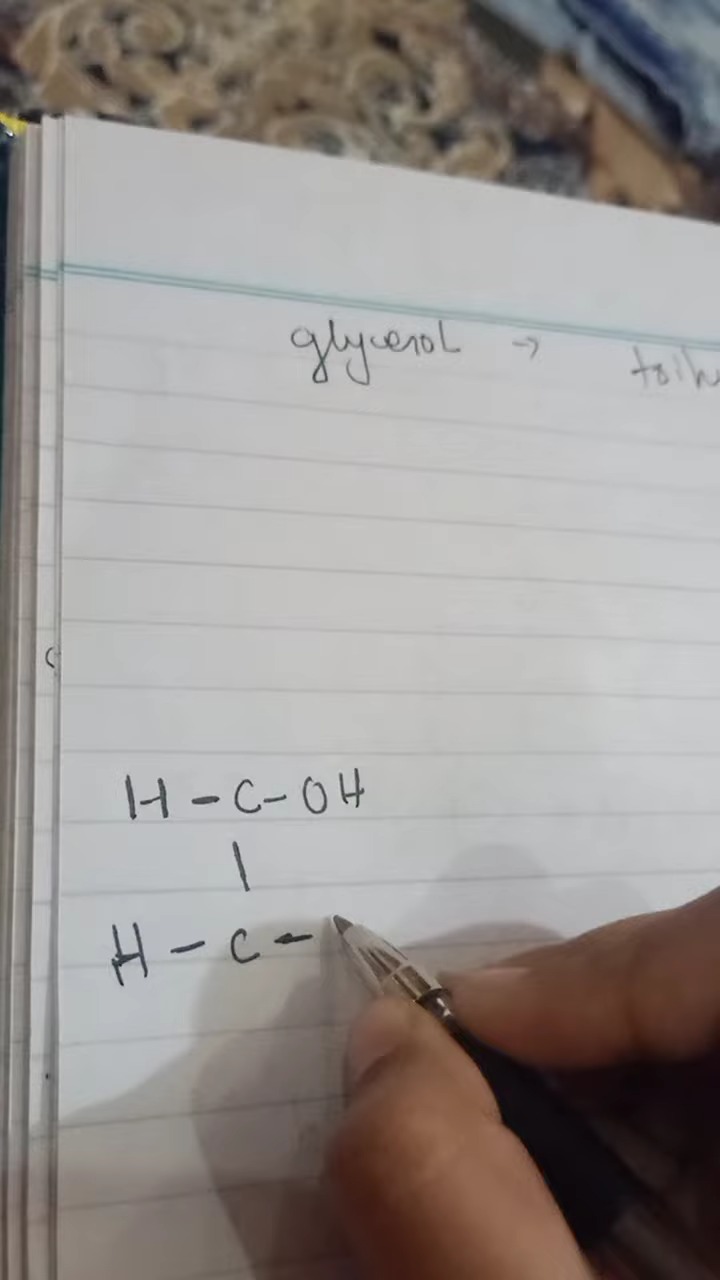 glycerol →
H - C - OH
|
H - C -